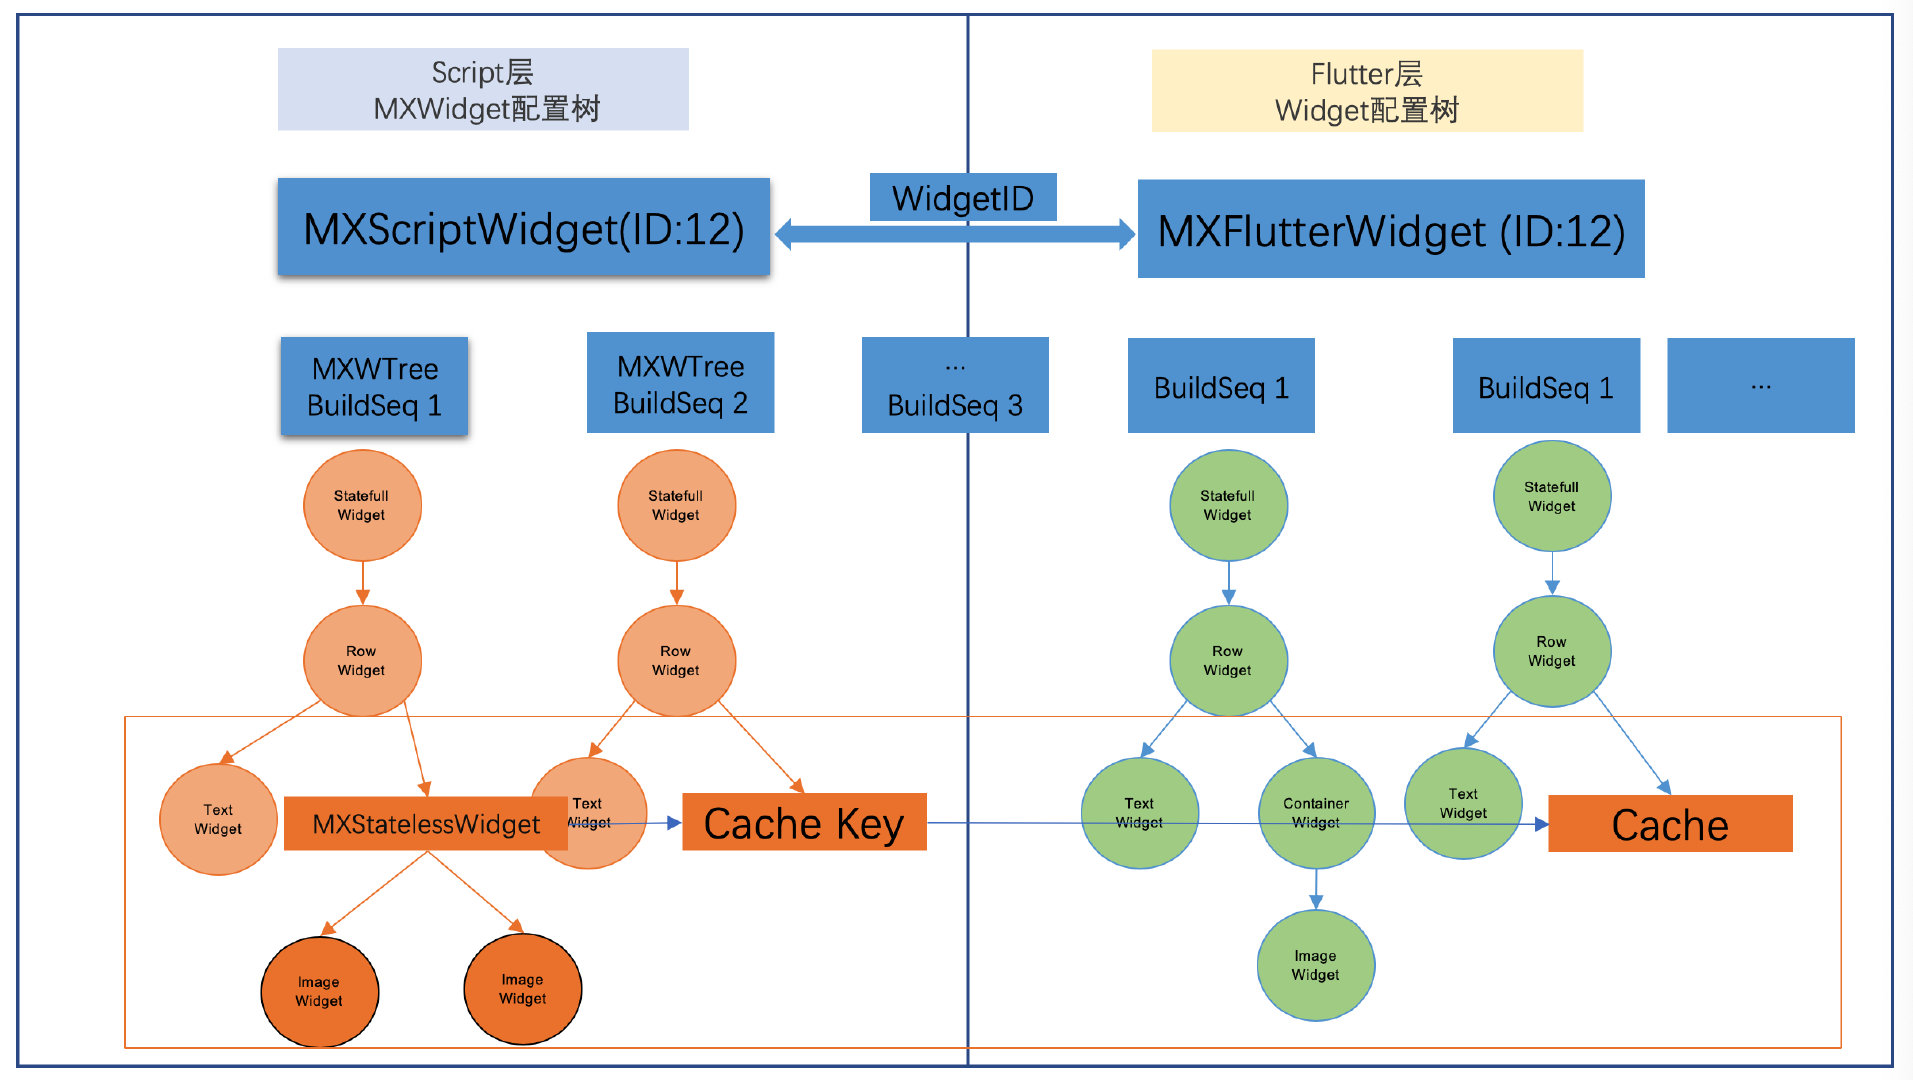 Script层
MXWidget配置树
Flutter层
Widget配置树
WidgetID
MXScriptWidget(ID:12)
MXFlutterWidget (ID:12)
MXWTree
BuildSeq 1
MXWTree
BuildSeq 2
...
BuildSeq 3
BuildSeq 1
BuildSeq 1
...
Statefull
Widget
Statefull
Widget
Statefull
Widget
Statefull
Widget
Row
Widget
Row
Widget
Row
Widget
Row
Widget
Text
Widget
MXStatelessWidget
Text
Widget
Cache Key
Text
Widget
Container
Widget
Text
Widget
Cache
Image
Widget
Image
Widget
Image
Widget